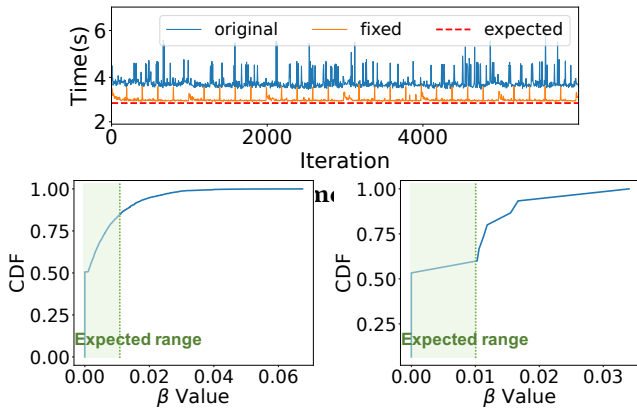 original fixed expected
Time(s)
6
4
2
0 2000 4000
Iteration
1.00
0.75
0.50
0.25
0.00
CDF
Expected range
0.00 0.02 0.04 0.06
β Value
1.00
0.75
0.50
0.25
CDF
Expected range
0.00 0.01 0.02 0.03
β Value